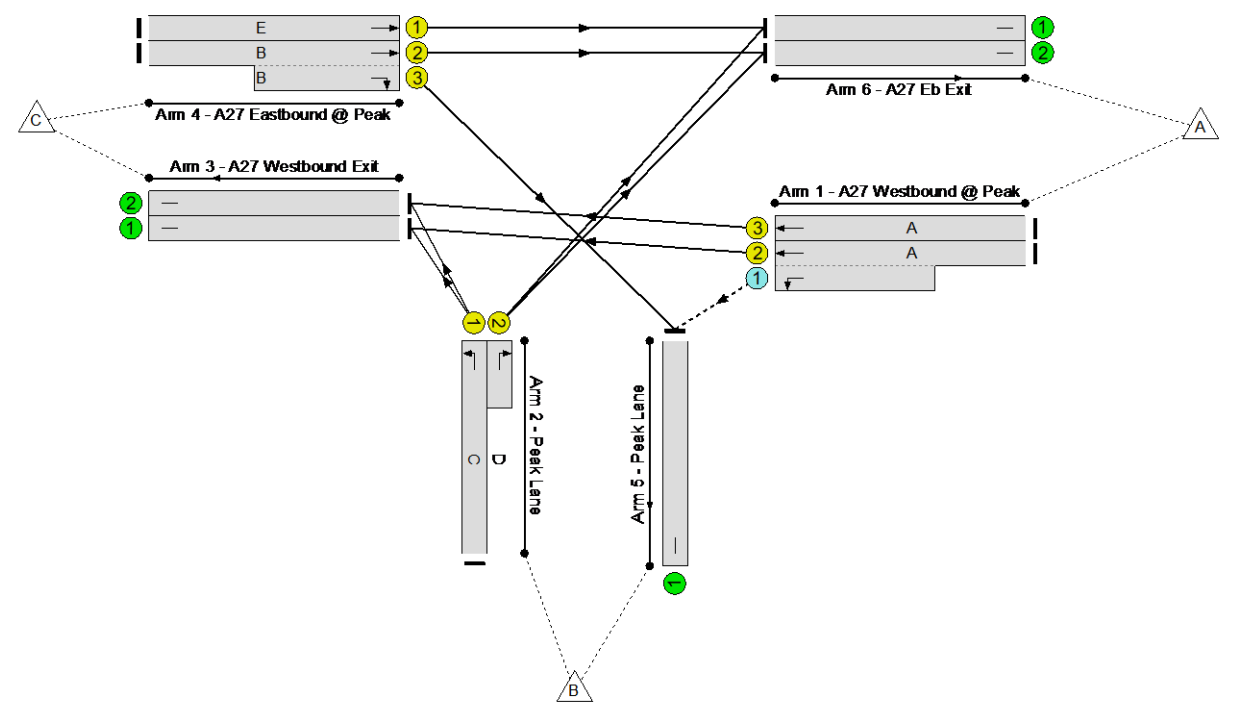 E 1 1
B 2 2
B 3
Arm 4 - A27 Eastbound @ Peak
Arm 6 - A27 Eb Exit
C
A
Arm 3 - A27 Westbound Exit
Arm 1 - A27 Westbound @ Peak
2
1
3 A
2 A
1
1 2
Arm 2 - Peak Lane
Arm 5 - Peak Lane
C D
1
B